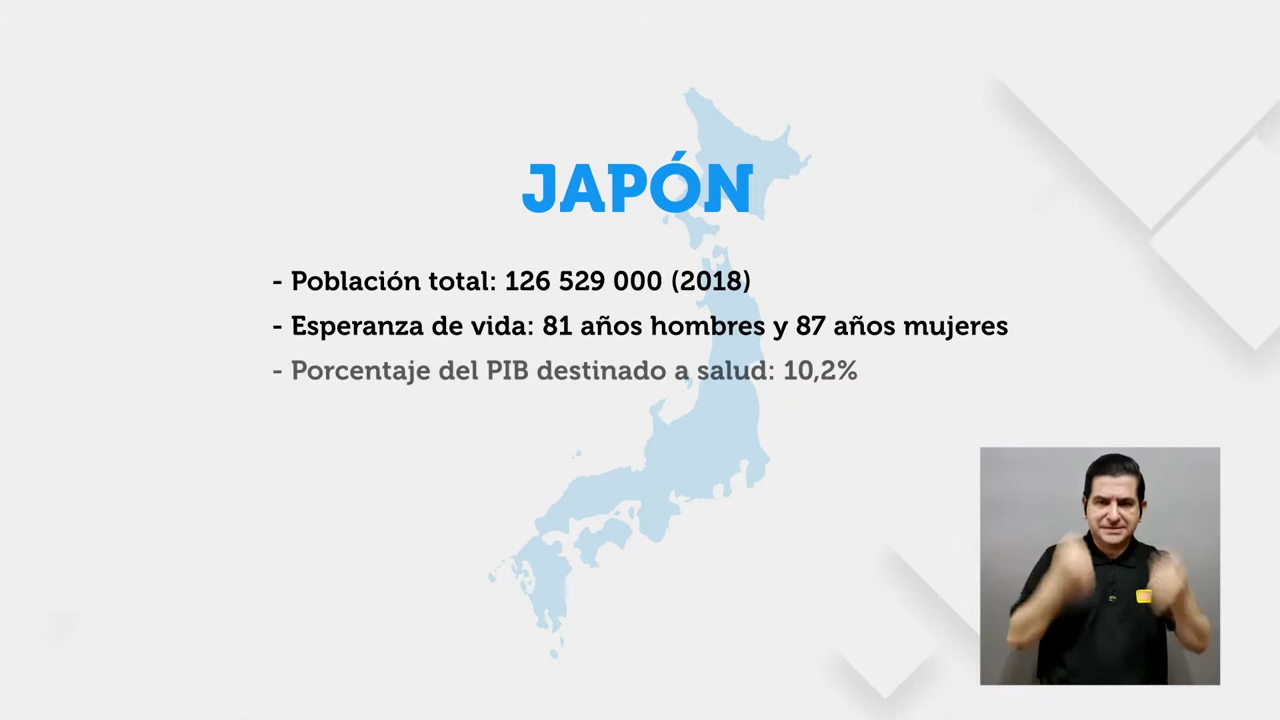 JAPÓN
- Población total: 126 529 000 (2018)
- Esperanza de vida: 81 años hombres y 87 años mujeres
- Porcentaje del PIB destinado a salud: 10,2%